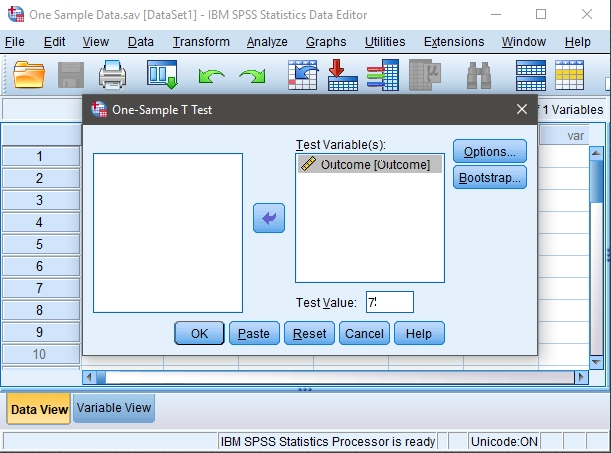 One Sample Data.sav [DataSet1] - IBM SPSS Statistics Data Editor
File Edit View Data Transform Analyze Graphs Utilities Extensions Window Help
One-Sample T Test
1 Variables
var
Test Variable(s):
Outcome [Outcome]
Options...
Bootstrap...
1
2
3
4
5
6
7
8
9
10
Test Value: 7
OK Paste Reset Cancel Help
Data View Variable View
IBM SPSS Statistics Processor is ready Unicode:ON